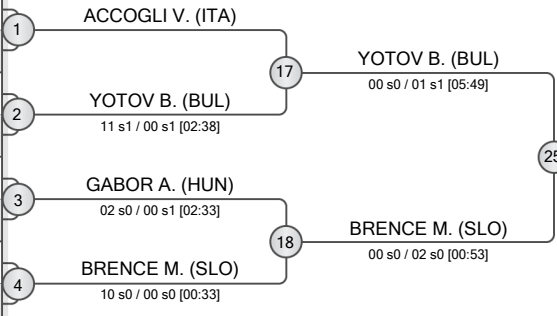 1
ACCOGLI V. (ITA)
17
YOTOV B. (BUL)
00 s0 / 01 s1 [05:49]
2
YOTOV B. (BUL)
11 s1 / 00 s1 [02:38]
25
3
GABOR A. (HUN)
02 s0 / 00 s1 [02:33]
18
BRENCE M. (SLO)
00 s0 / 02 s0 [00:53]
4
BRENCE M. (SLO)
10 s0 / 00 s0 [00:33]